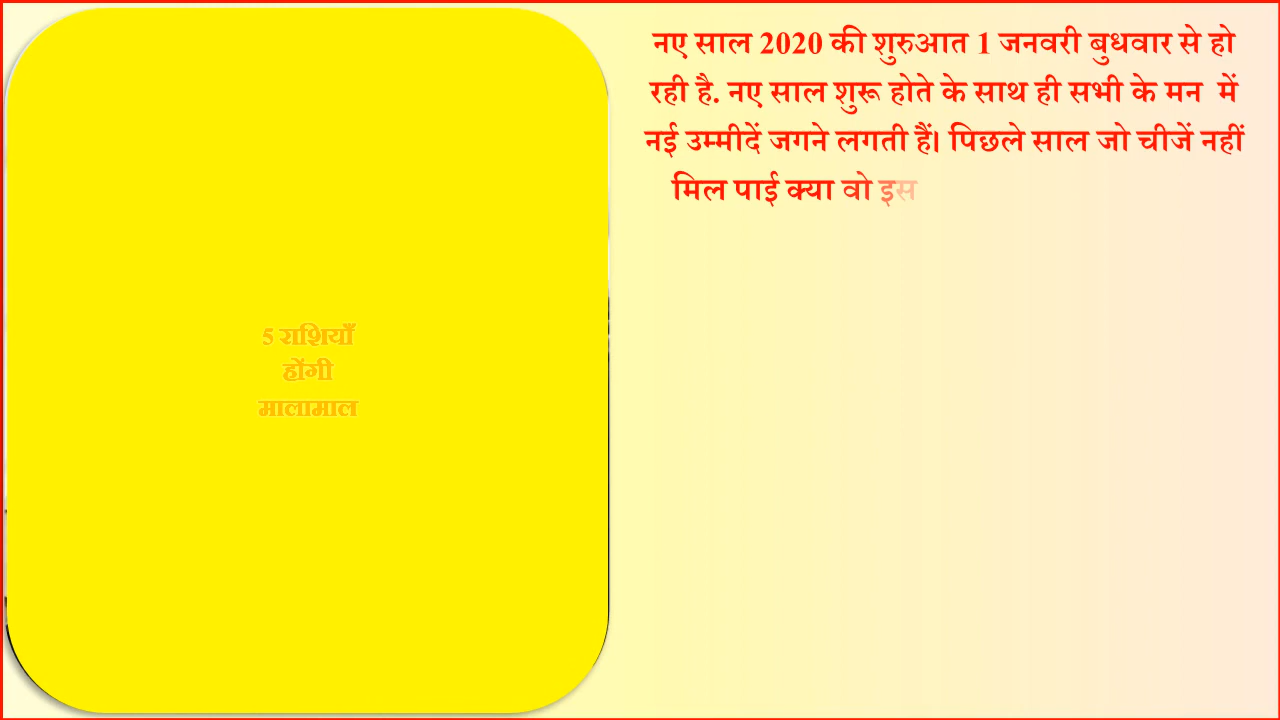 5 राशियाँ
होंगी
मालामाल
नए साल 2020 की शुरुआत 1 जनवरी बुधवार से हो
रही है. नए साल शुरू होते के साथ ही सभी के मन में
नई उम्मीदें जगने लगती हैं। पिछले साल जो चीजें नहीं
मिल पाई क्या वो इस